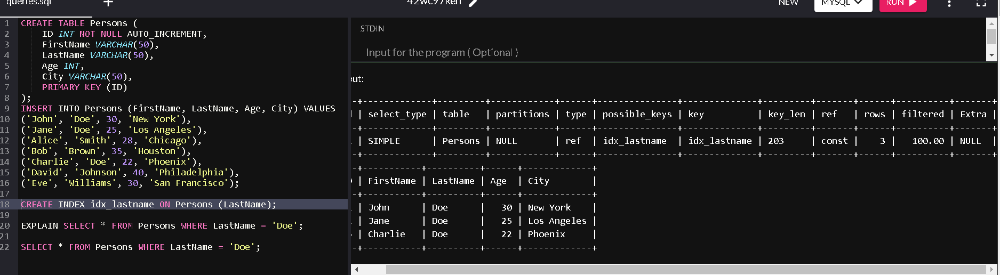 queries.sql
NEW MYSQL RUN
1 CREATE TABLE Persons (
2 ID INT NOT NULL AUTO_INCREMENT,
3 FirstName VARCHAR(50),
4 LastName VARCHAR(50),
5 Age INT,
6 City VARCHAR(50),
7 PRIMARY KEY (ID)
8 );
9 INSERT INTO Persons (FirstName, LastName, Age, City) VALUES
10 ('John', 'Doe', 30, 'New York'),
11 ('Jane', 'Doe', 25, 'Los Angeles'),
12 ('Alice', 'Smith', 28, 'Chicago'),
13 ('Bob', 'Brown', 35, 'Houston'),
14 ('Charlie', 'Doe', 22, 'Phoenix'),
15 ('David', 'Johnson', 40, 'Philadelphia'),
16 ('Eve', 'Williams', 30, 'San Francisco');
17
18 CREATE INDEX idx_lastname ON Persons (LastName);
19
20 EXPLAIN SELECT * FROM Persons WHERE LastName = 'Doe';
21
22 SELECT * FROM Persons WHERE LastName = 'Doe';
STDIN
Input for the program ( Optional )
put:
-+------------+---------+------------+------+---------------+--------------+---------+-------+------+----------+-------+
| select_type | table | partitions | type | possible_keys | key | key_len | ref | rows | filtered | Extra |
-+------------+---------+------------+------+---------------+--------------+---------+-------+------+----------+-------+
| SIMPLE | Persons | NULL | ref | idx_lastname | idx_lastname | 203 | const | 3 | 100.00 | NULL |
-+------------+---------+------------+------+---------------+--------------+---------+-------+------+----------+-------+
-+-----------+----------+------+-------------+
| FirstName | LastName | Age | City |
-+-----------+----------+------+-------------+
| John | Doe | 30 | New York |
| Jane | Doe | 25 | Los Angeles |
| Charlie | Doe | 22 | Phoenix |
-+-----------+----------+------+-------------+